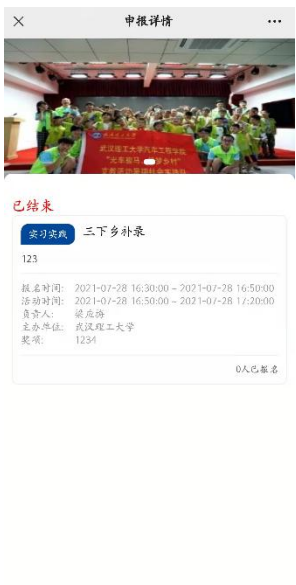 申报详情
武汉理工大学汽车工程学院
已结束
实习实践 三下乡补录
123
报名时间: 2021-07-28 16:30:00 ~ 2021-07-28 16:50:00
活动时间: 2021-07-28 16:50:00 ~ 2021-07-28 17:20:00
负责人: 梁应海
主办单位: 武汉理工大学
奖项: 1234
0人已报名